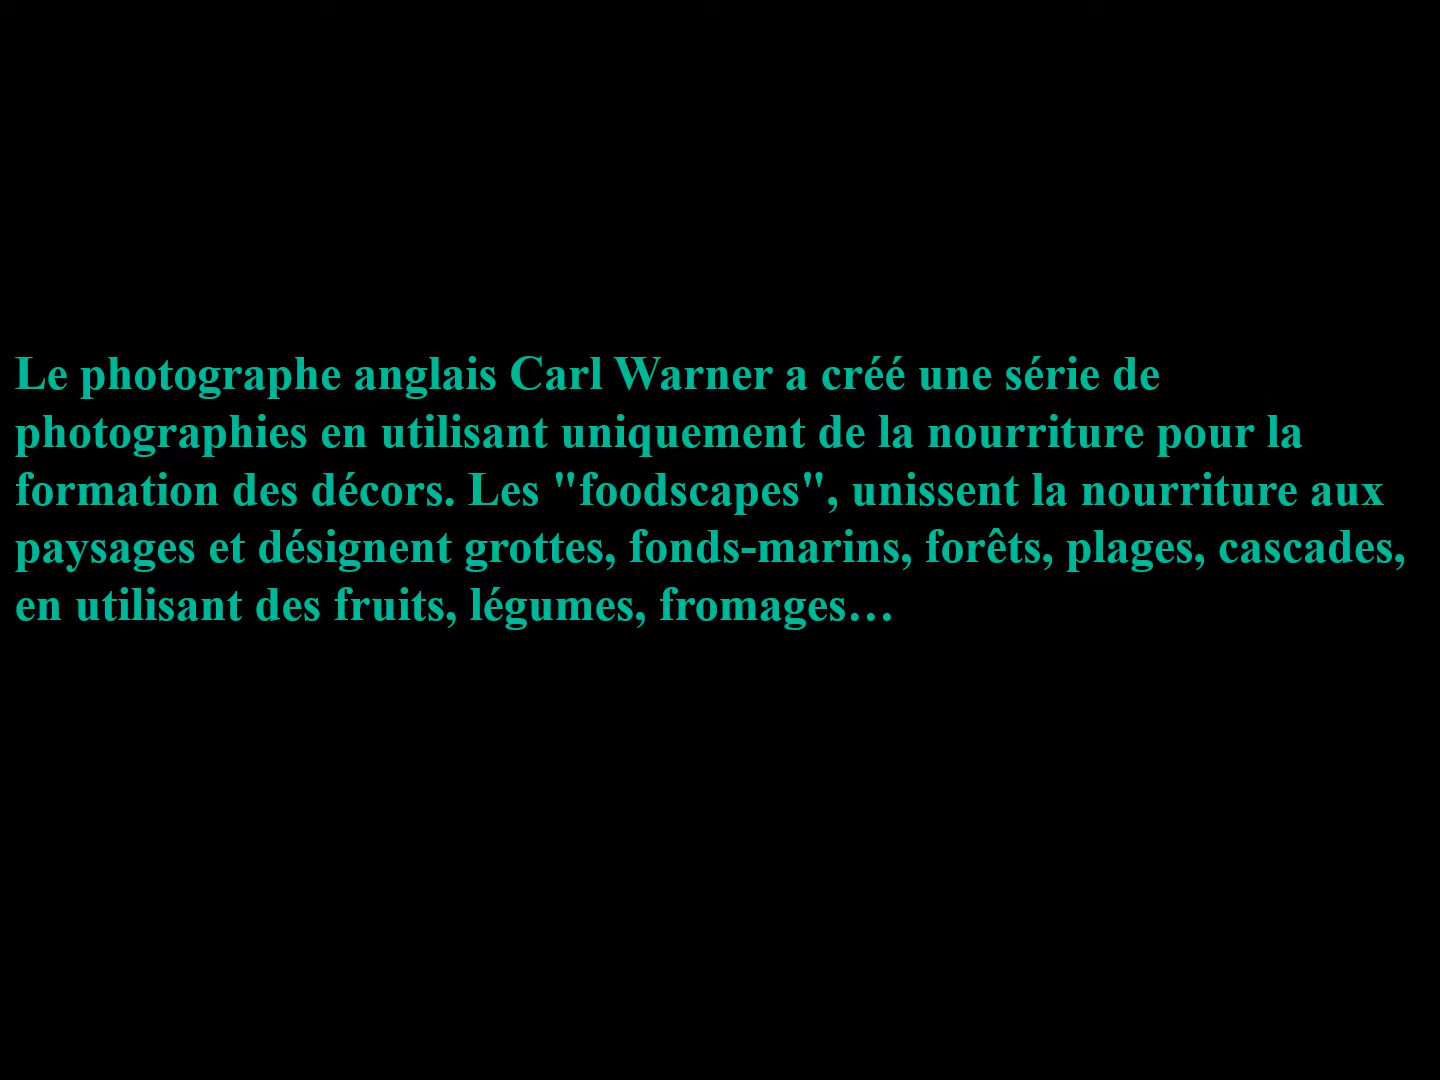 Le photographe anglais Carl Warner a créé une série de
photographies en utilisant uniquement de la nourriture pour la
formation des décors. Les "foodscapes", unissent la nourriture aux
paysages et désignent grottes, fonds-marins, forêts, plages, cascades,
en utilisant des fruits, légumes, fromages…